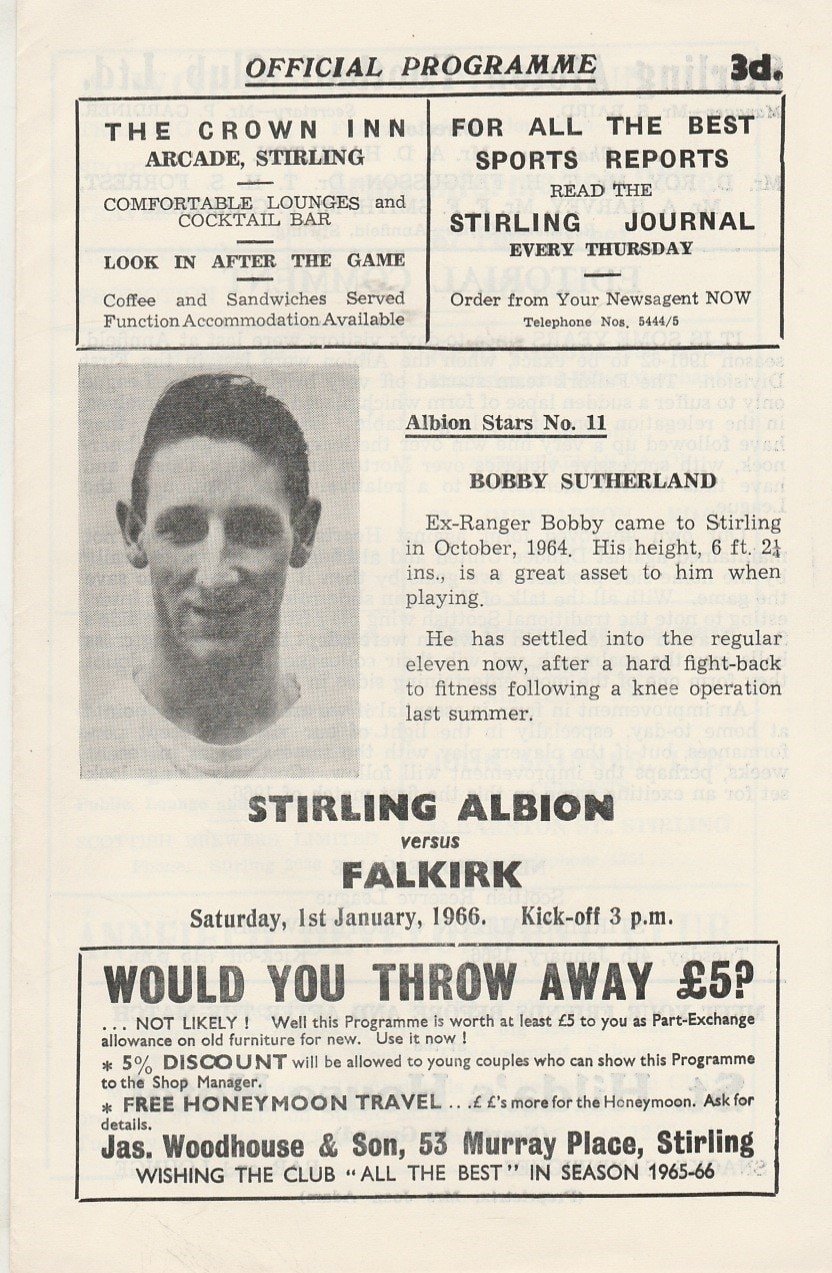 OFFICIAL PROGRAMME 3d.
THE CROWN INN
ARCADE, STIRLING
COMFORTABLE LOUNGES and
COCKTAIL BAR
LOOK IN AFTER THE GAME
Coffee and Sandwiches Served
Function Accommodation Available
FOR ALL THE BEST
SPORTS REPORTS
READ THE
STIRLING JOURNAL
EVERY THURSDAY
Order from Your Newsagent NOW
Telephone Nos. 5444/5
Albion Stars No. 11
BOBBY SUTHERLAND
Ex-Ranger Bobby came to Stirling
in October, 1964. His height, 6 ft. 2½
ins., is a great asset to him when
playing.
He has settled into the regular
eleven now, after a hard fight-back
to fitness following a knee operation
last summer.
STIRLING ALBION
versus
FALKIRK
Saturday, 1st January, 1966. Kick-off 3 p.m.
WOULD YOU THROW AWAY £5?
... NOT LIKELY ! Well this Programme is worth at least £5 to you as Part-Exchange
allowance on old furniture for new. Use it now !
* 5% DISCOUNT will be allowed to young couples who can show this Programme
to the Shop Manager.
* FREE HONEYMOON TRAVEL ... £ £'s more for the Honeymoon. Ask for
details.
Jas. Woodhouse & Son, 53 Murray Place, Stirling
WISHING THE CLUB "ALL THE BEST" IN SEASON 1965-66